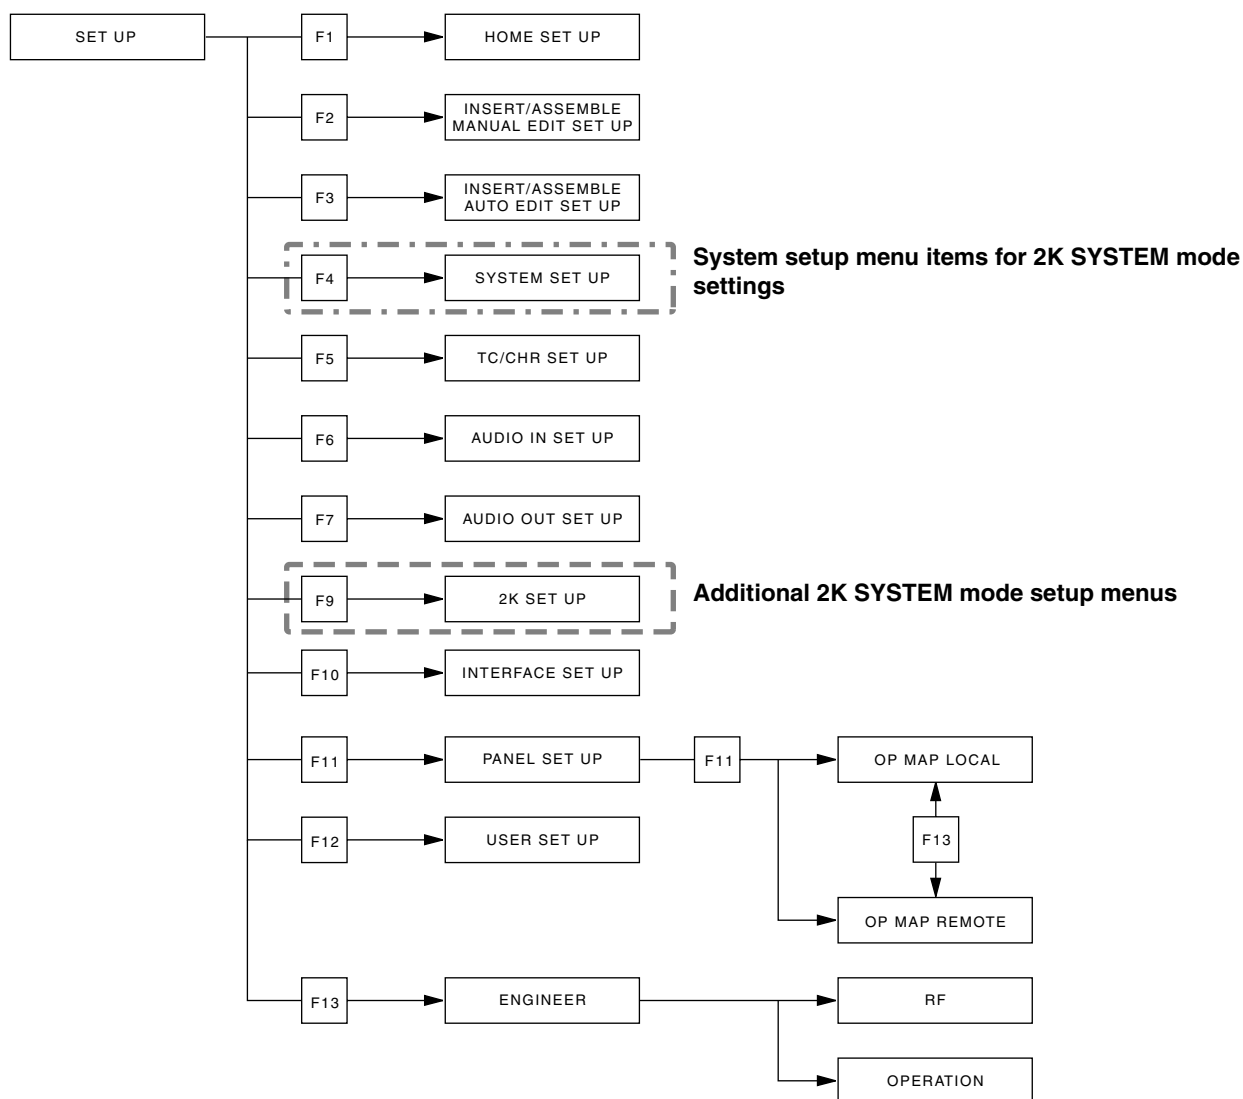 SET UP
F1
HOME SET UP
F2
INSERT/ASSEMBLE
MANUAL EDIT SET UP
F3
INSERT/ASSEMBLE
AUTO EDIT SET UP
F4
SYSTEM SET UP
System setup menu items for 2K SYSTEM mode
settings
F5
TC/CHR SET UP
F6
AUDIO IN SET UP
F7
AUDIO OUT SET UP
F9
2K SET UP
Additional 2K SYSTEM mode setup menus
F10
INTERFACE SET UP
F11
PANEL SET UP
F11
OP MAP LOCAL
F13
OP MAP REMOTE
F12
USER SET UP
F13
ENGINEER
RF
OPERATION